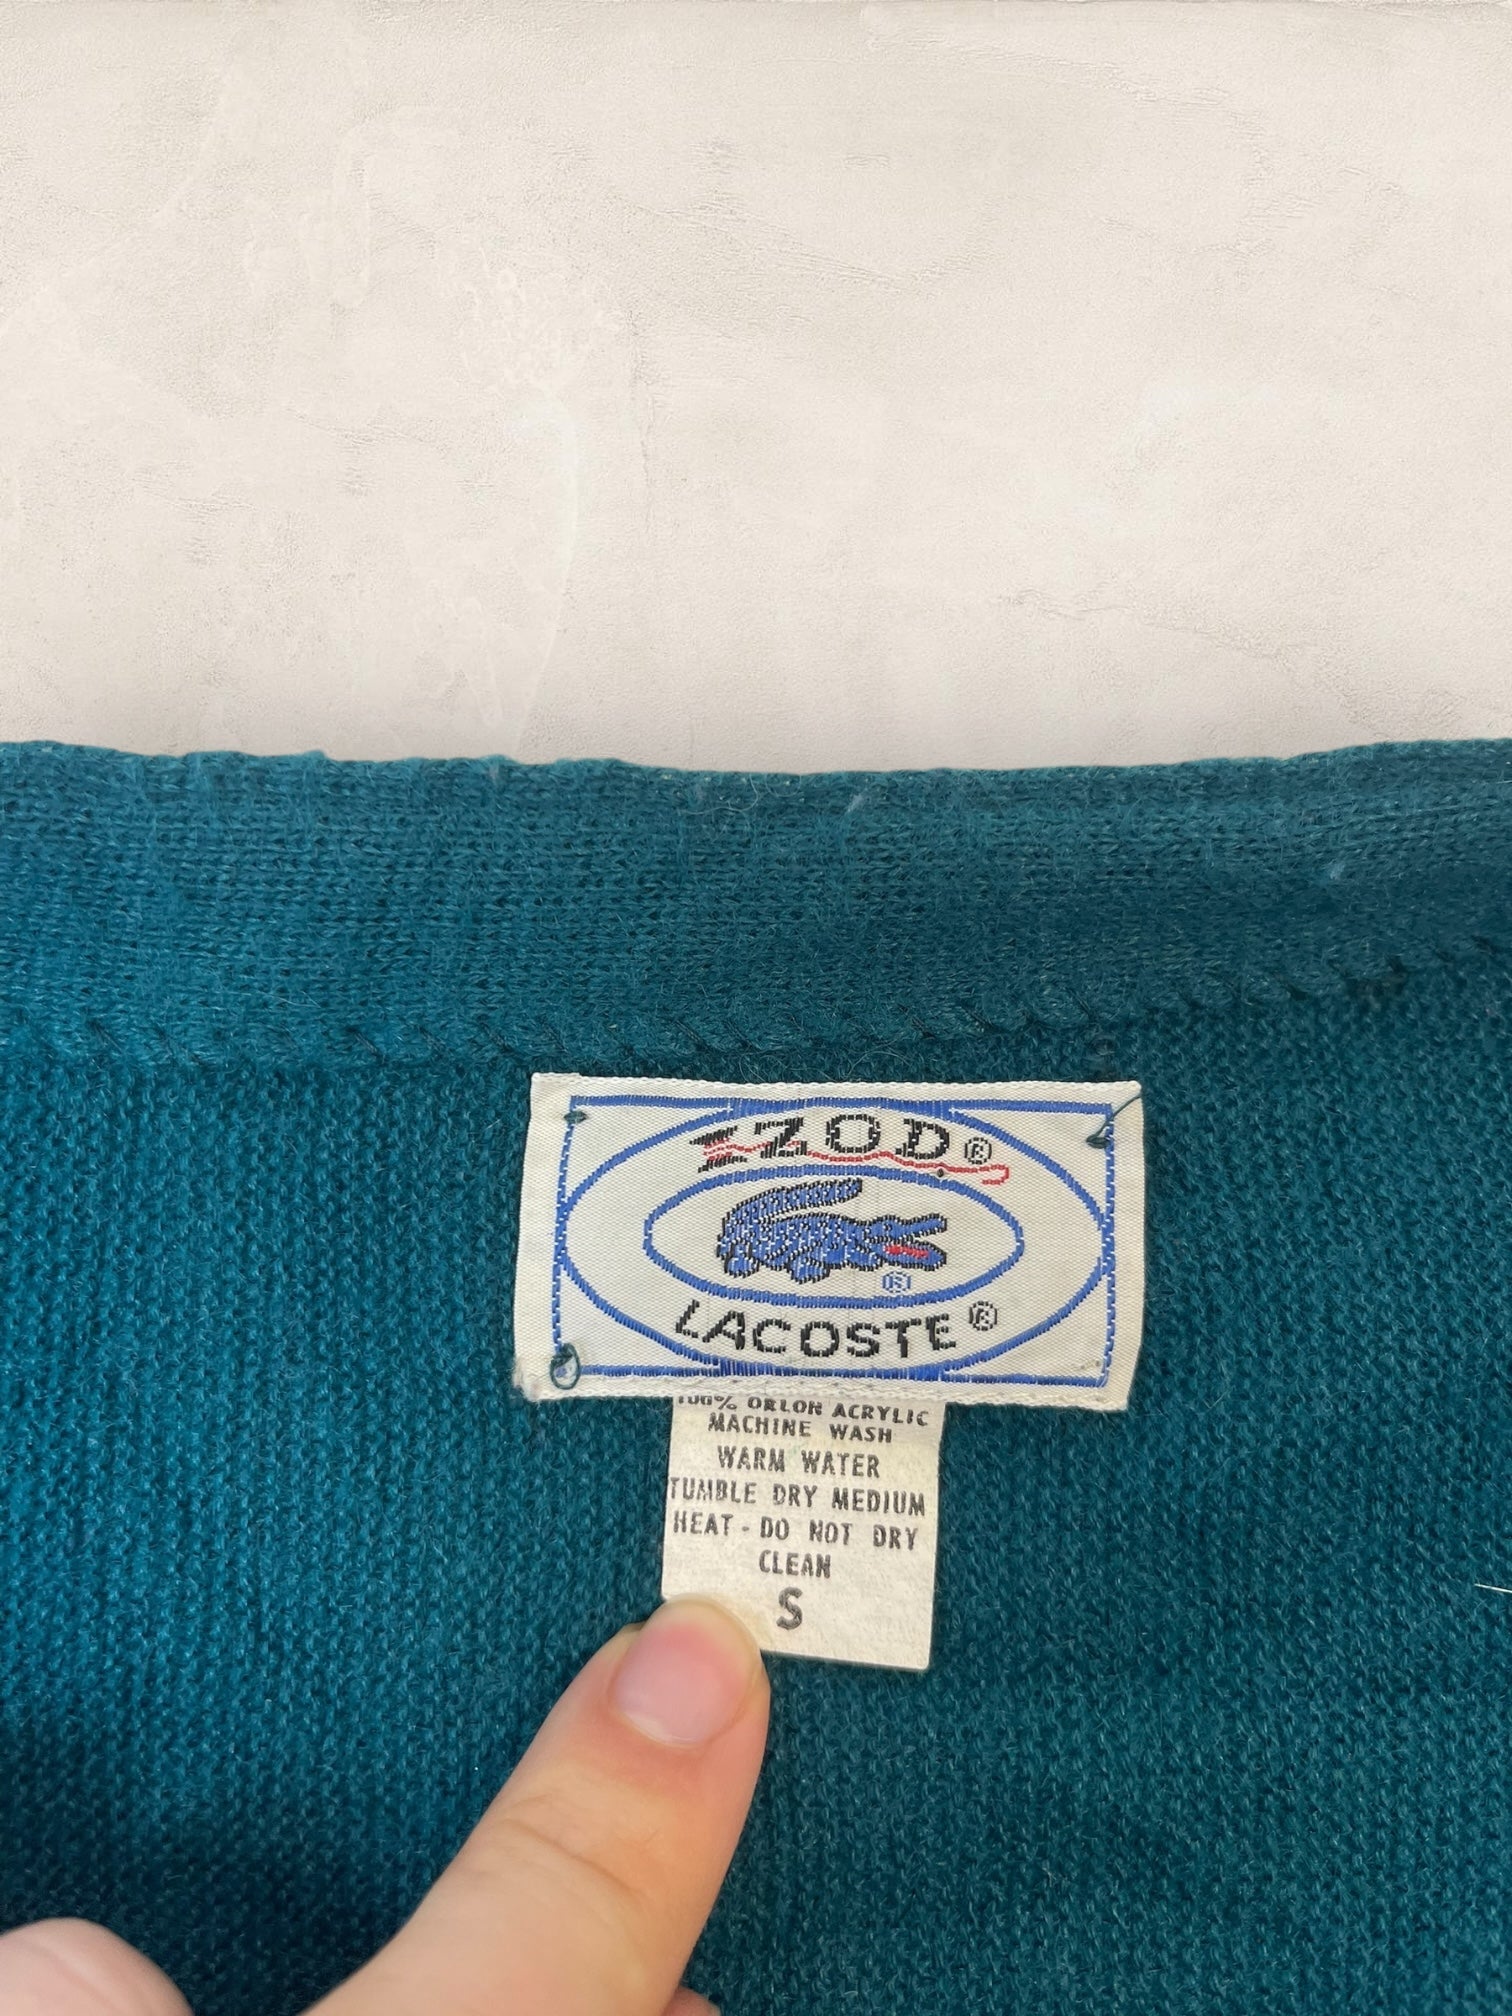 IZOD®
®
LACOSTE®
100% ORLON ACRYLIC
MACHINE WASH
WARM WATER
TUMBLE DRY MEDIUM
HEAT - DO NOT DRY
CLEAN
S